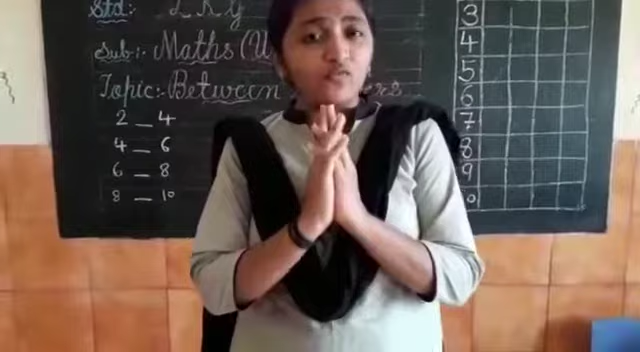 Std:- L K G
Sub:- Maths (
Topic:- Between
2 _ 4
4 _ 6
6 _ 8
8 _ 10
3
4
5
6
7
8
9